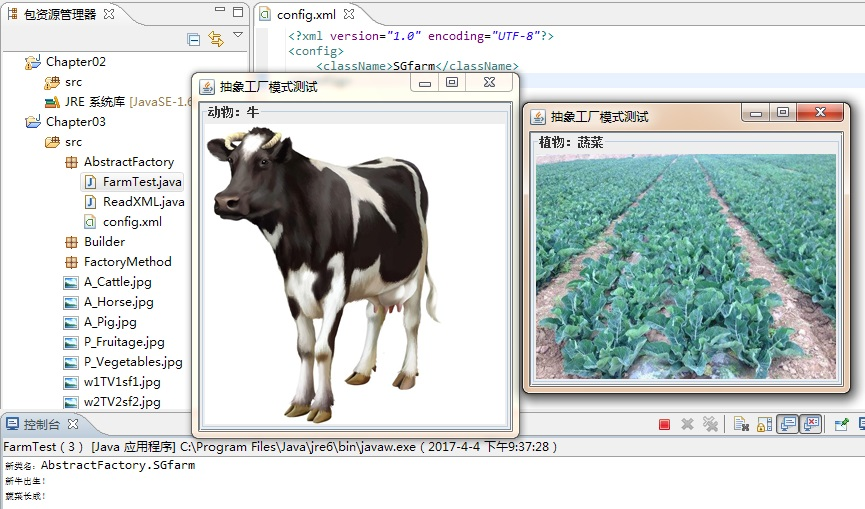 包资源管理器
Chapter02
src
JRE 系统库 [JavaSE-1.6
Chapter03
src
AbstractFactory
FarmTest.java
ReadXML.java
config.xml
Builder
FactoryMethod
A_Cattle.jpg
A_Horse.jpg
A_Pig.jpg
P_Fruitage.jpg
P_Vegetables.jpg
w1TV1sf1.jpg
w2TV2sf2.jpg
config.xml
<?xml version="1.0" encoding="UTF-8"?>
<config>
<className>SGfarm</className>
抽象工厂模式测试
动物：牛
抽象工厂模式测试
植物：蔬菜
控制台
FarmTest ( 3 ) [Java 应用程序] C:\Program Files\Java\jre6\bin\javaw.exe ( 2017-4-4 下午9:37:28 )
新类名：AbstractFactory.SGfarm
新牛出生！
蔬菜长成！